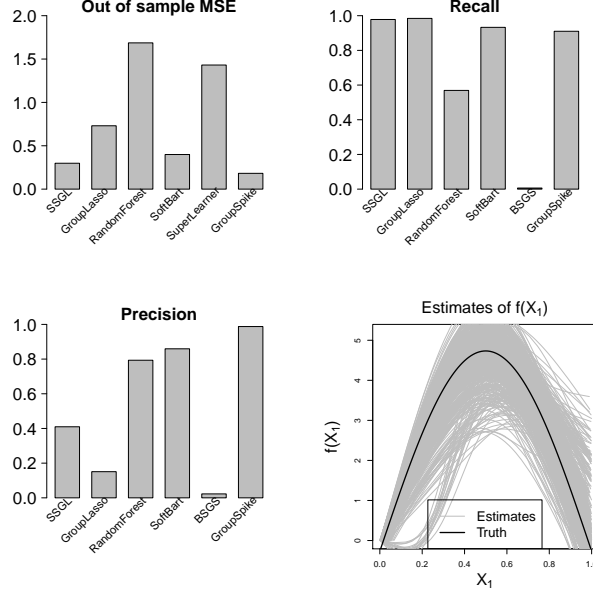 Out of sample MSE
2.0
1.5
1.0
0.5
0.0
SSGL
GroupLasso
RandomForest
SoftBart
SuperLearner
GroupSpike
Recall
1.0
0.8
0.6
0.4
0.2
0.0
SSGL
GroupLasso
RandomForest
SoftBart
BSGS
GroupSpike
Precision
1.0
0.8
0.6
0.4
0.2
0.0
SSGL
GroupLasso
RandomForest
SoftBart
BSGS
GroupSpike
Estimates of f(X₁)
f(X₁)
5
4
3
2
1
0
Estimates
Truth
0.0 0.2 0.4 0.6 0.8 1.0
X₁